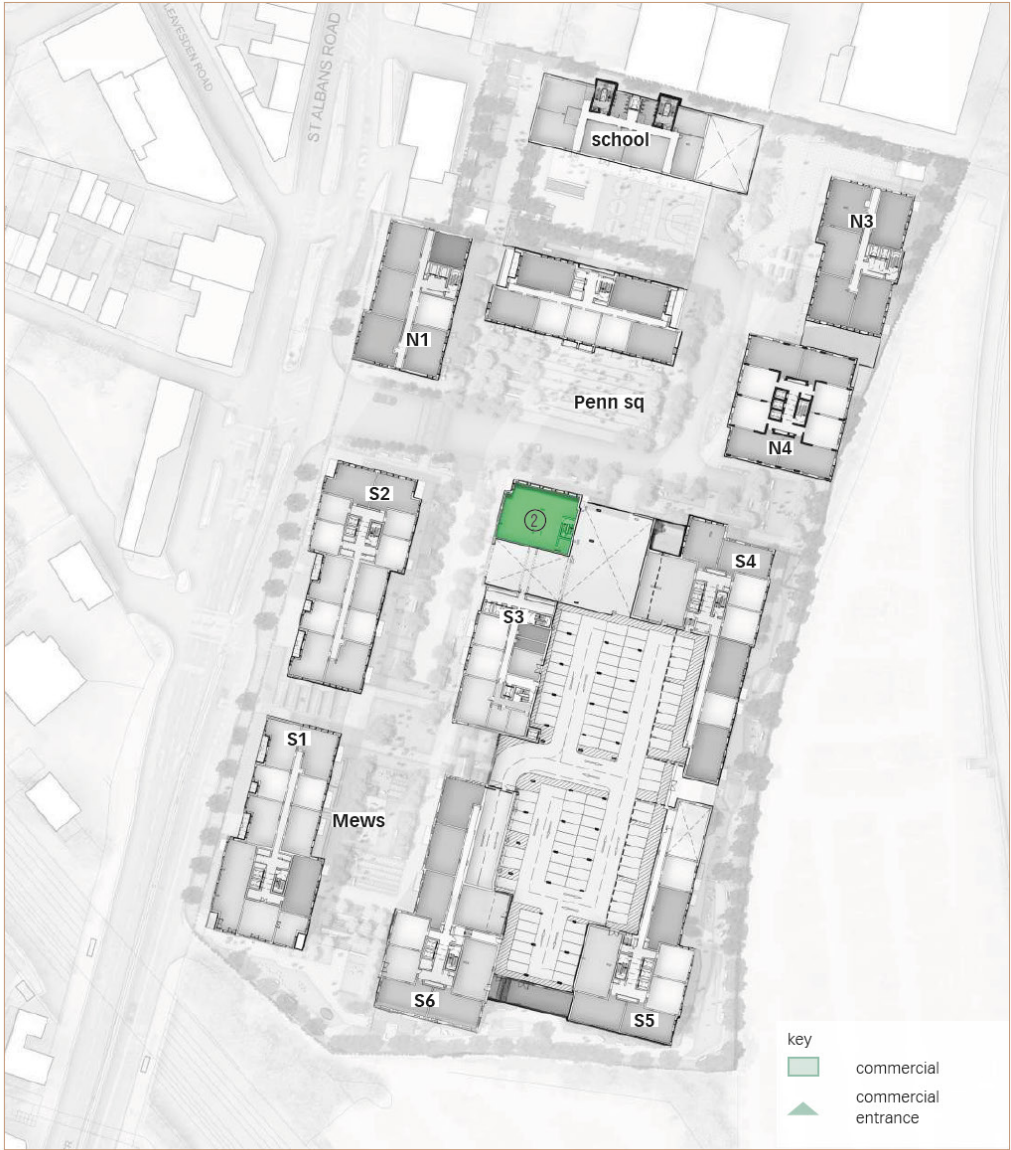 LEAVESDEN ROAD
ST ALBANS ROAD
school
N3
N1
Penn sq
N4
S2
2
S4
S3
S1
Mews
S6
S5
key
commercial
commercial
entrance